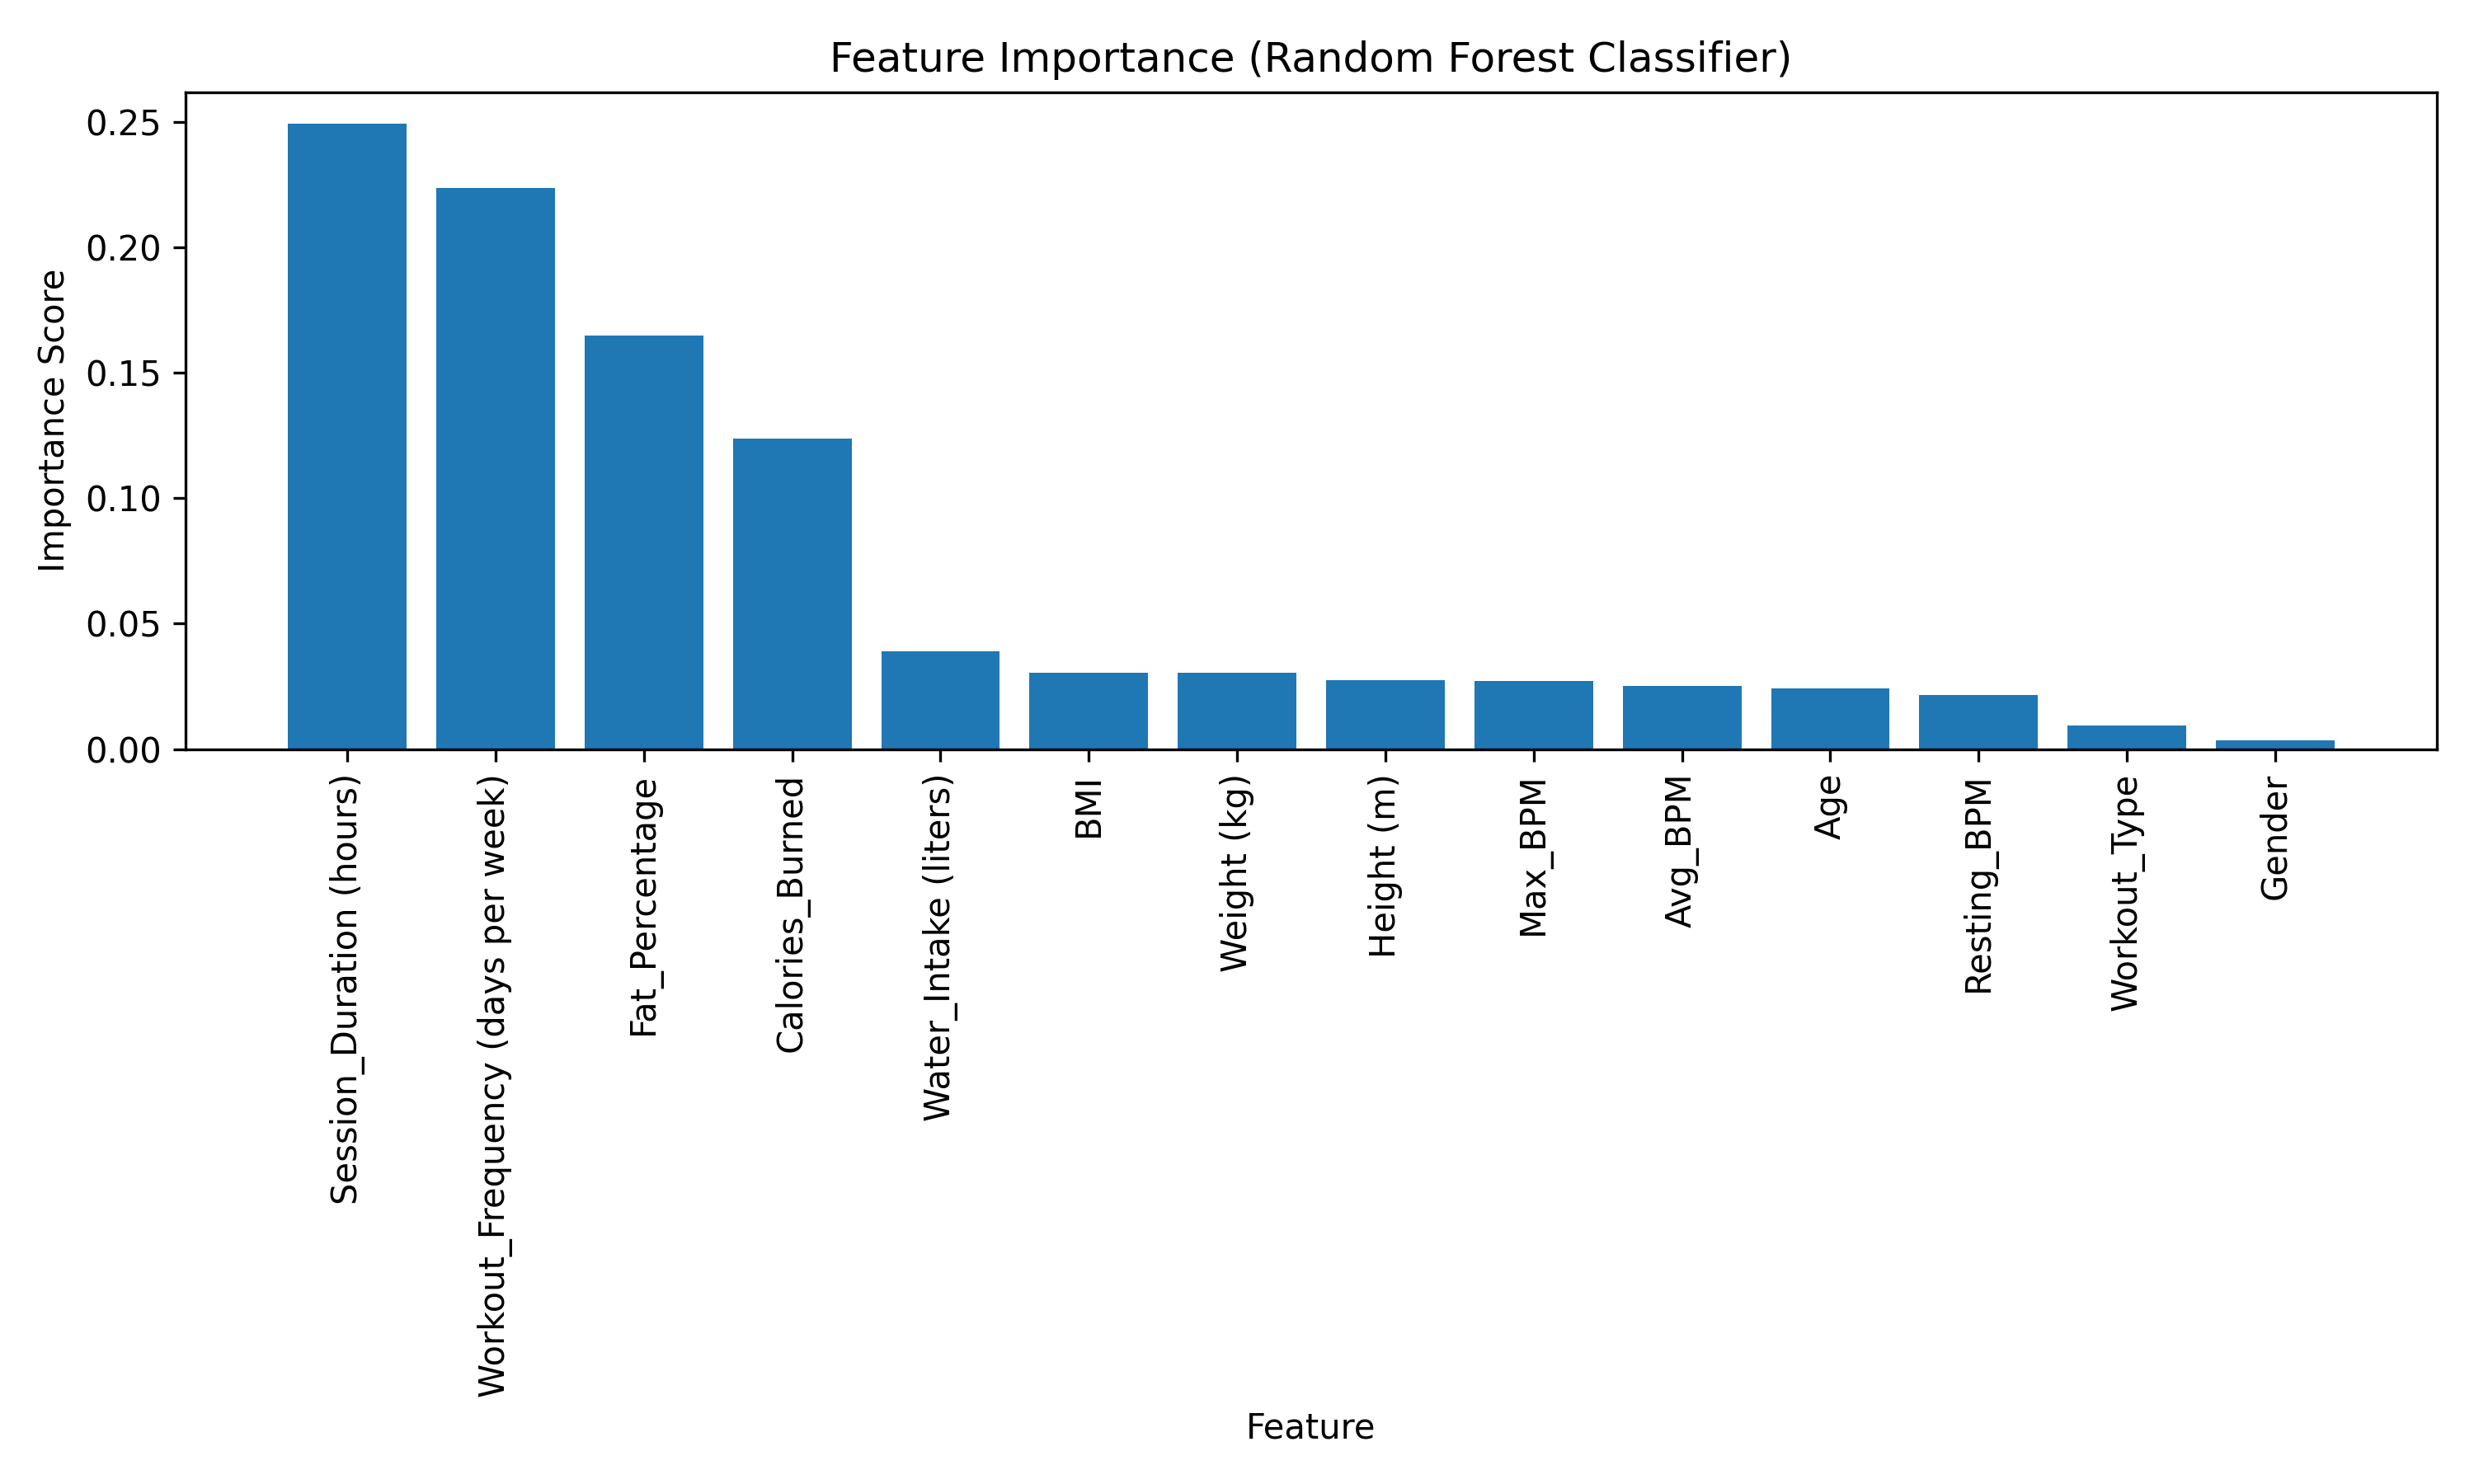 Feature Importance (Random Forest Classifier)
Importance Score
0.25
0.20
0.15
0.10
0.05
0.00
Session_Duration (hours)
Workout_Frequency (days per week)
Fat_Percentage
Calories_Burned
Water_Intake (liters)
BMI
Weight (kg)
Height (m)
Max_BPM
Avg_BPM
Age
Resting_BPM
Workout_Type
Gender
Feature